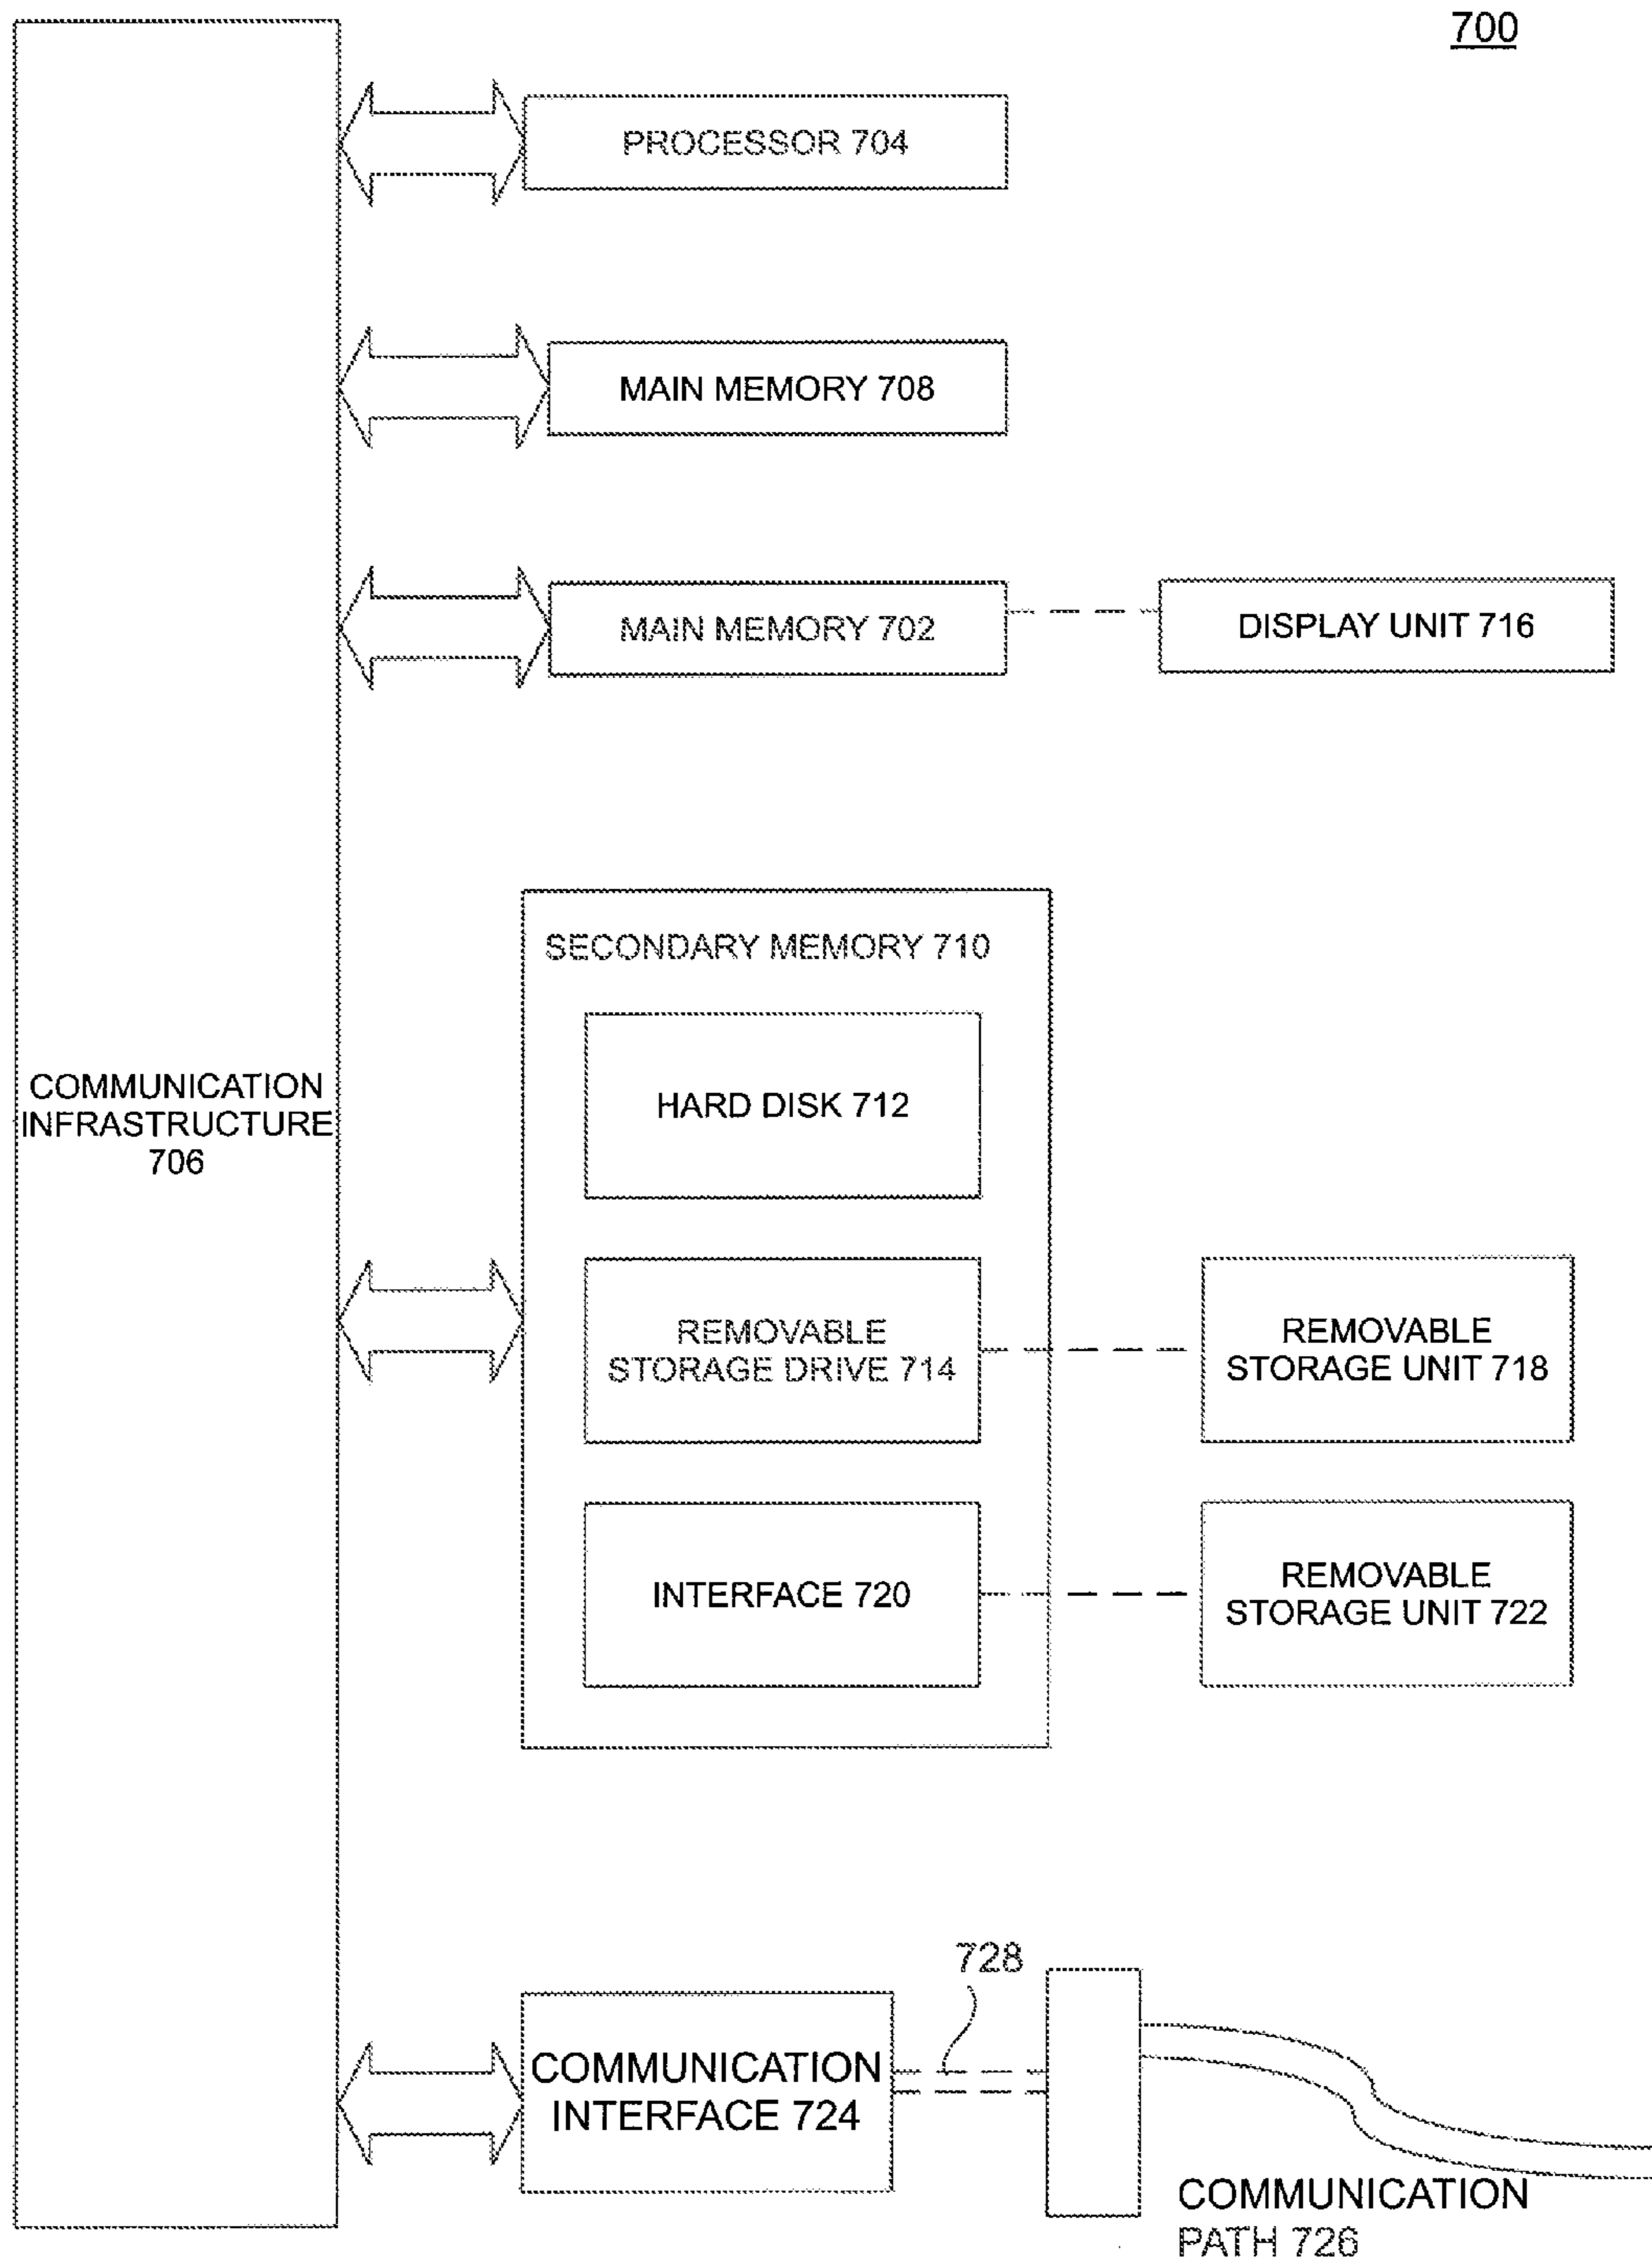 700
PROCESSOR 704
MAIN MEMORY 708
MAIN MEMORY 702
DISPLAY UNIT 716
SECONDARY MEMORY 710
HARD DISK 712
COMMUNICATION
INFRASTRUCTURE
706
REMOVABLE
STORAGE DRIVE 714
REMOVABLE
STORAGE UNIT 718
INTERFACE 720
REMOVABLE
STORAGE UNIT 722
728
COMMUNICATION
INTERFACE 724
COMMUNICATION
PATH 726